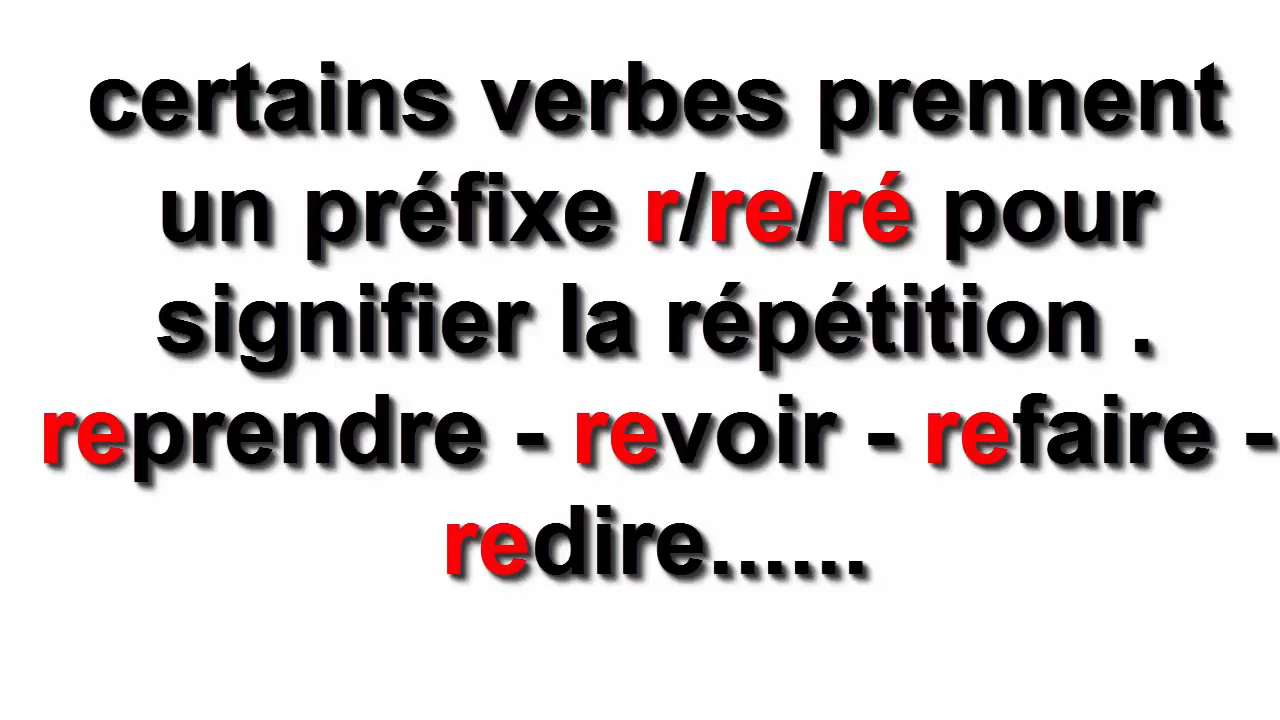 certains verbes prennent
un préfixe r/re/ré pour
signifier la répétition .
reprendre - revoir - refaire -
redire......